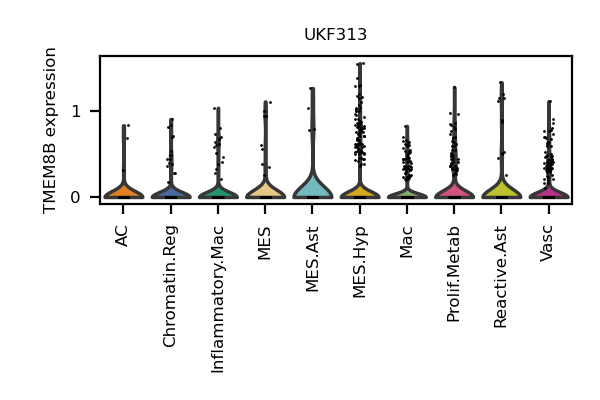 UKF313
TMEM8B expression
1
0
AC
Chromatin.Reg
Inflammatory.Mac
MES
MES.Ast
MES.Hyp
Mac
Prolif.Metab
Reactive.Ast
Vasc